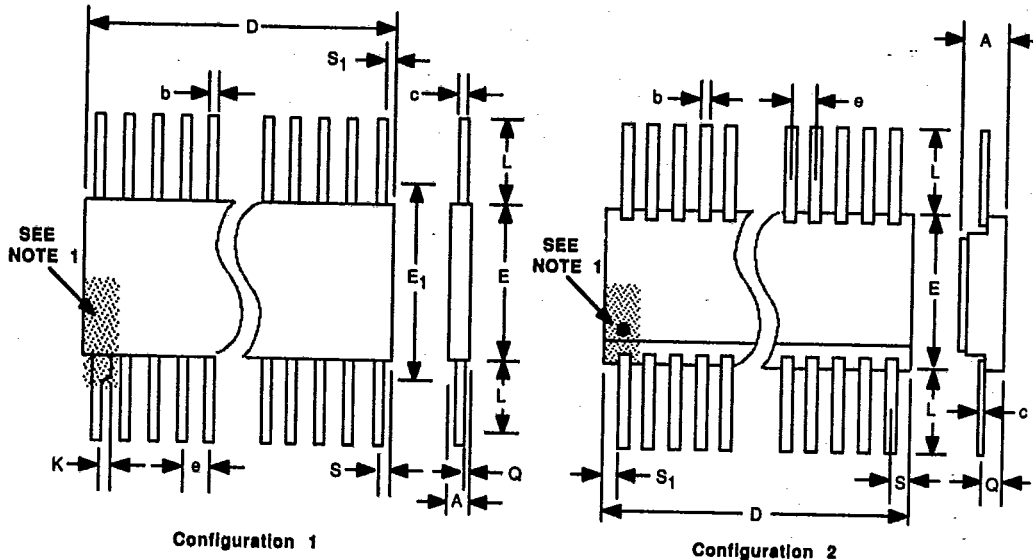 D
S1
b
c
L
SEE
NOTE 1
E1
E
L
K
e
S
Q
A
Configuration 1
A
b
e
L
SEE
NOTE 1
E
L
c
S1
S
Q
D
Configuration 2